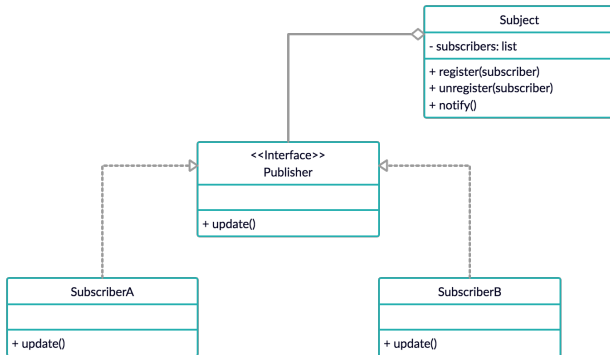 Subject
- subscribers: list
+ register(subscriber)
+ unregister(subscriber)
+ notify()
<<Interface>>
Publisher
+ update()
SubscriberA
+ update()
SubscriberB
+ update()